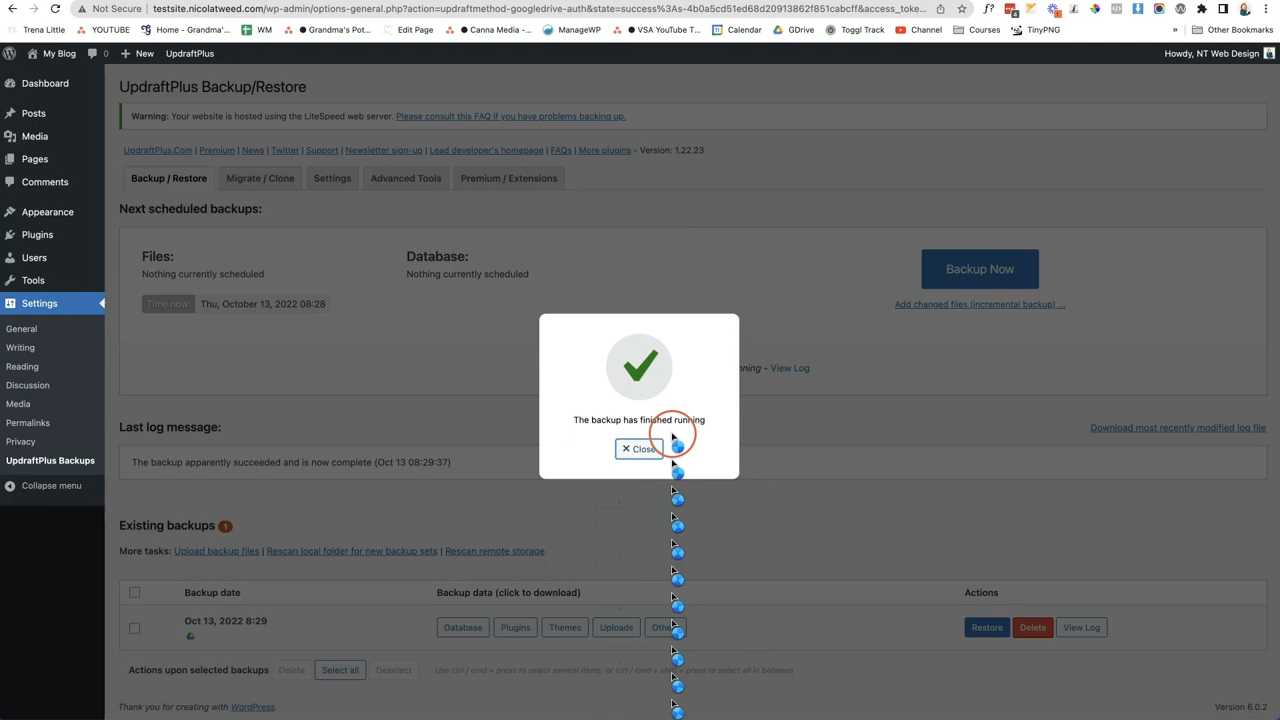 Not Secure
testsite.nicolatweed.com/wp-admin/options-general.php?action=updraftmethod-googledrive-auth&state=success%3As-4b0a5cd51ed68d20913862f851cabcff&access_token...
Trena Little
YOUTUBE
Home - Grandma'...
WM
Grandma's Pot...
Edit Page
Canna Media -...
ManageWP
VSA YouTube T...
Calendar
GDrive
Toggl Track
Channel
Courses
TinyPNG
»
Other Bookmarks
My Blog
0
+ New
UpdraftPlus
Howdy, NT Web Design
Dashboard
Posts
Media
Pages
Comments
Appearance
Plugins
Users
Tools
Settings
General
Writing
Reading
Discussion
Media
Permalinks
Privacy
UpdraftPlus Backups
Collapse menu
UpdraftPlus Backup/Restore
Warning: Your website is hosted using the LiteSpeed web server. Please consult this FAQ if you have problems backing up.
UpdraftPlus.Com | Premium | News | Twitter | Support | Newsletter sign-up | Lead developer's homepage | FAQs | More plugins - Version: 1.22.23
Backup / Restore
Migrate / Clone
Settings
Advanced Tools
Premium / Extensions
Next scheduled backups:
Files:
Nothing currently scheduled
Database:
Nothing currently scheduled
Time now: Thu, October 13, 2022 08:28
Backup Now
Add changed files (incremental backup) ...
- View Log
The backup has finished running
✕ Close
Last log message:
Download most recently modified log file
The backup apparently succeeded and is now complete (Oct 13 08:29:37)
Existing backups 1
More tasks: Upload backup files | Rescan local folder for new backup sets | Rescan remote storage
Backup date
Backup data (click to download)
Actions
Oct 13, 2022 8:29
Database
Plugins
Themes
Uploads
Restore
Delete
View Log
Actions upon selected backups
Delete
Select all
Deselect
Use ctrl / cmd + press to select several items, or ctrl / cmd + shift + press to select all in between
Thank you for creating with WordPress.
Version 6.0.2